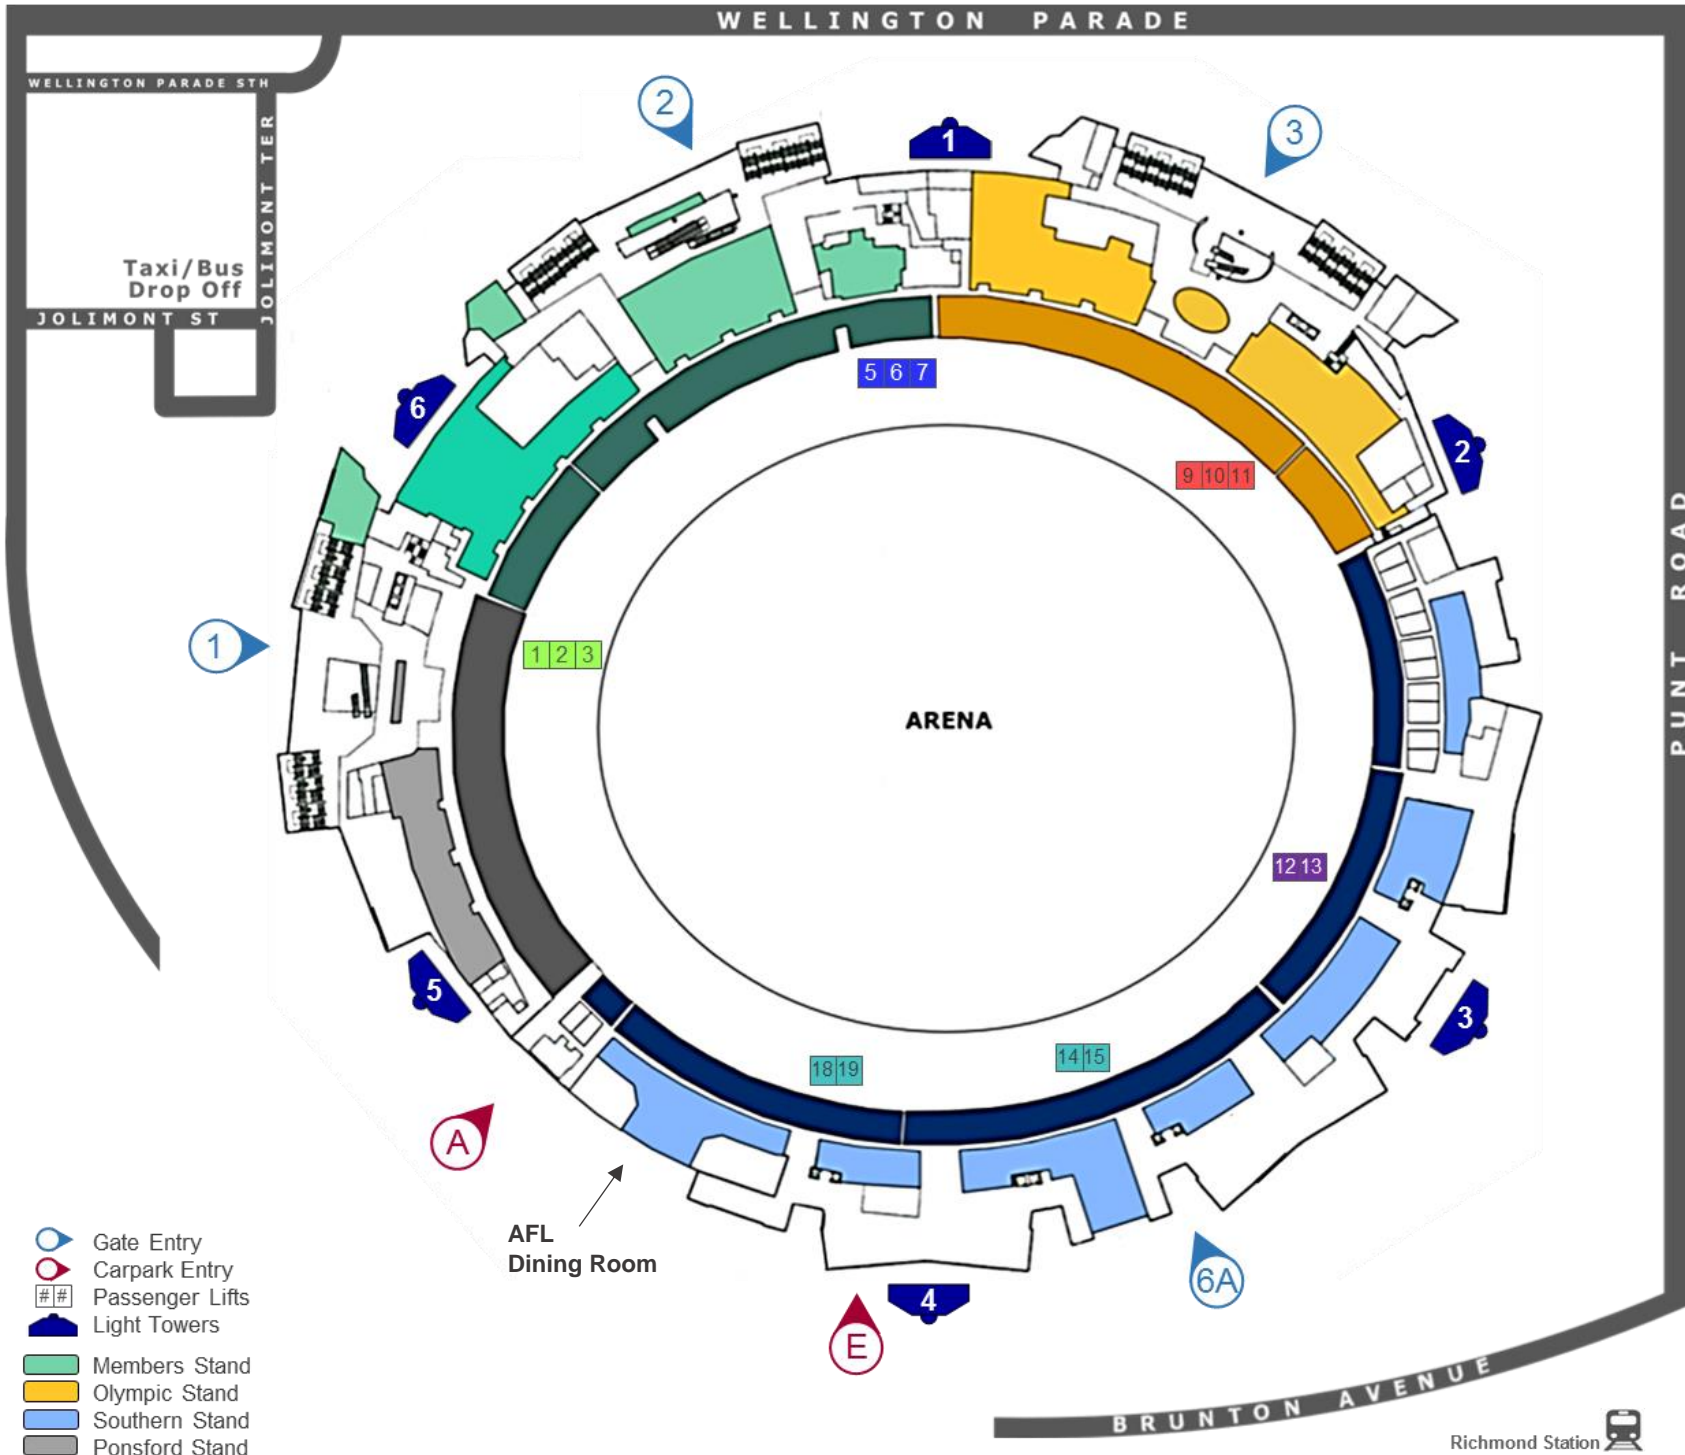 WELLINGTON PARADE
WELLINGTON PARADE STH
JOLIMONT TER
Taxi/Bus
Drop Off
JOLIMONT ST
2
1
3
6
5 6 7
2
9 10 11
PUNT ROAD
1
1 2 3
ARENA
12 13
5
3
14 15
18 19
A
AFL
Dining Room
6A
4
E
Gate Entry
Carpark Entry
# # Passenger Lifts
Light Towers
Members Stand
Olympic Stand
Southern Stand
Ponsford Stand
BRUNTON AVENUE
Richmond Station